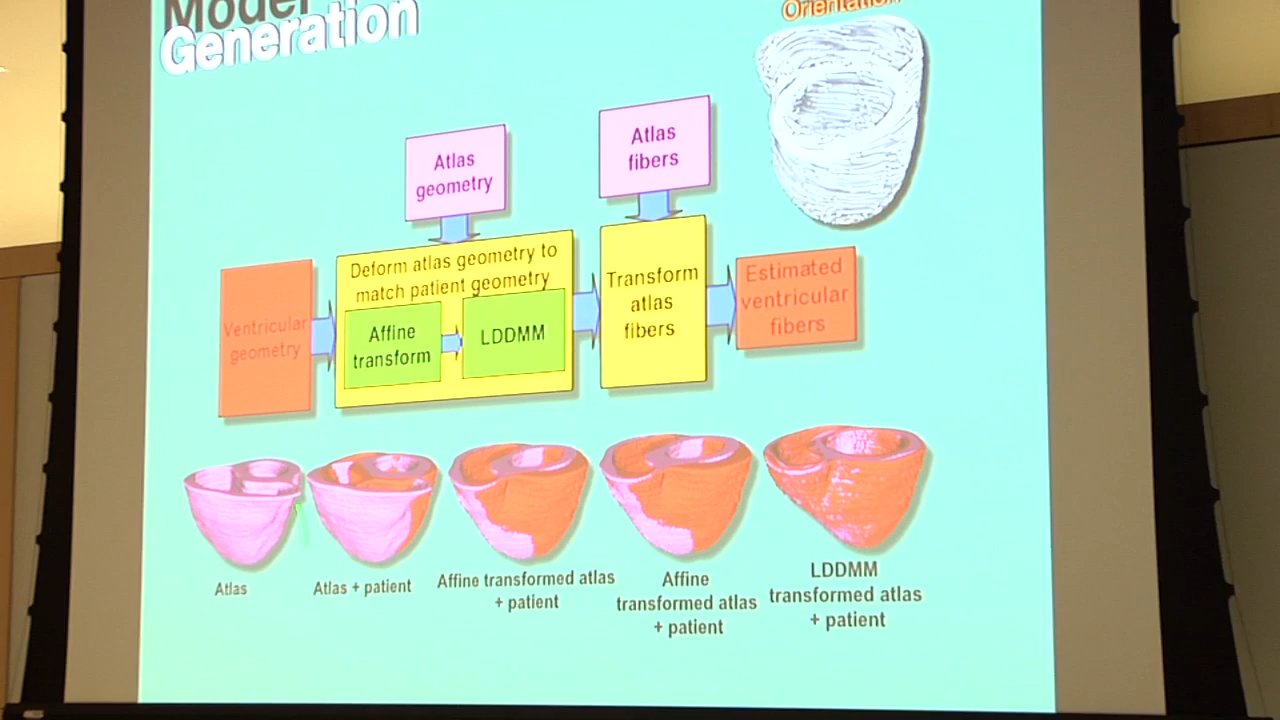 Model
Generation
Orientation
Atlas
geometry
Atlas
fibers
Ventricular
geometry
Deform atlas geometry to
match patient geometry
Affine
transform
LDDMM
Transform
atlas
fibers
Estimated
ventricular
fibers
Atlas
Atlas + patient
Affine transformed atlas
+ patient
Affine
transformed atlas
+ patient
LDDMM
transformed atlas
+ patient